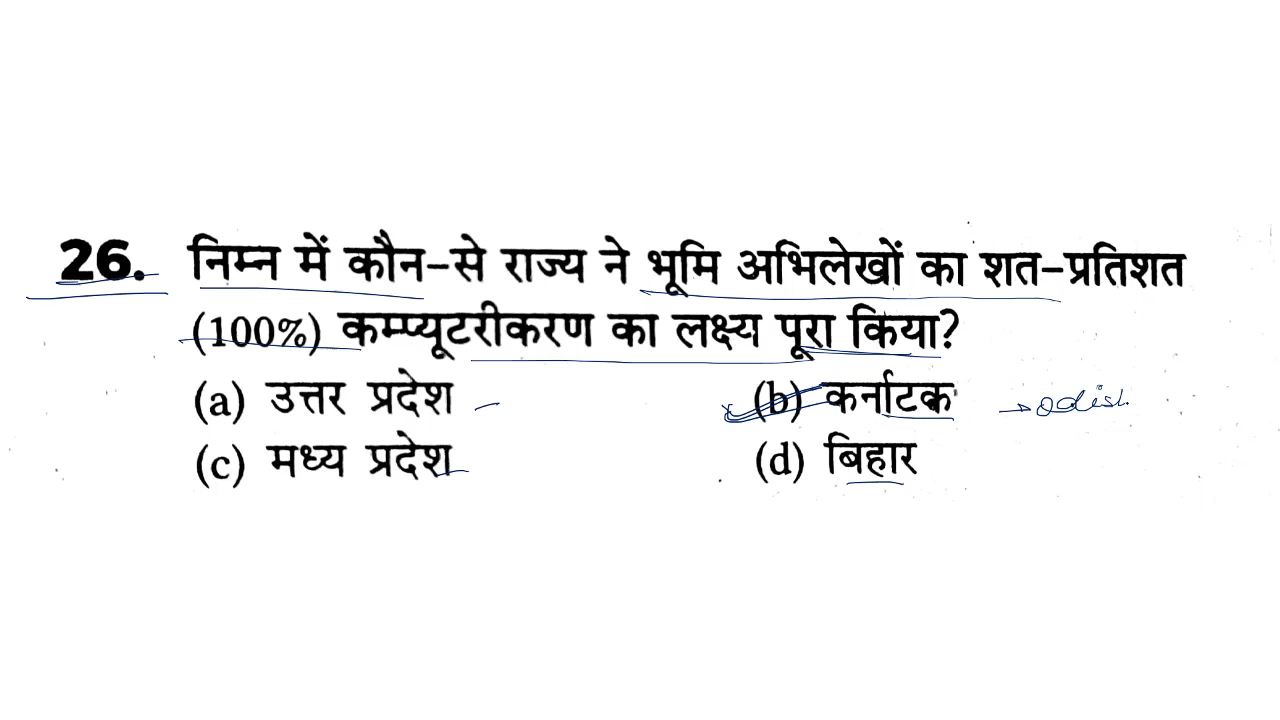 26. निम्न में कौन-से राज्य ने भूमि अभिलेखों का शत-प्रतिशत
(100%) कम्प्यूटरीकरण का लक्ष्य पूरा किया?
(a) उत्तर प्रदेश (b) कर्नाटक
(c) मध्य प्रदेश (d) बिहार